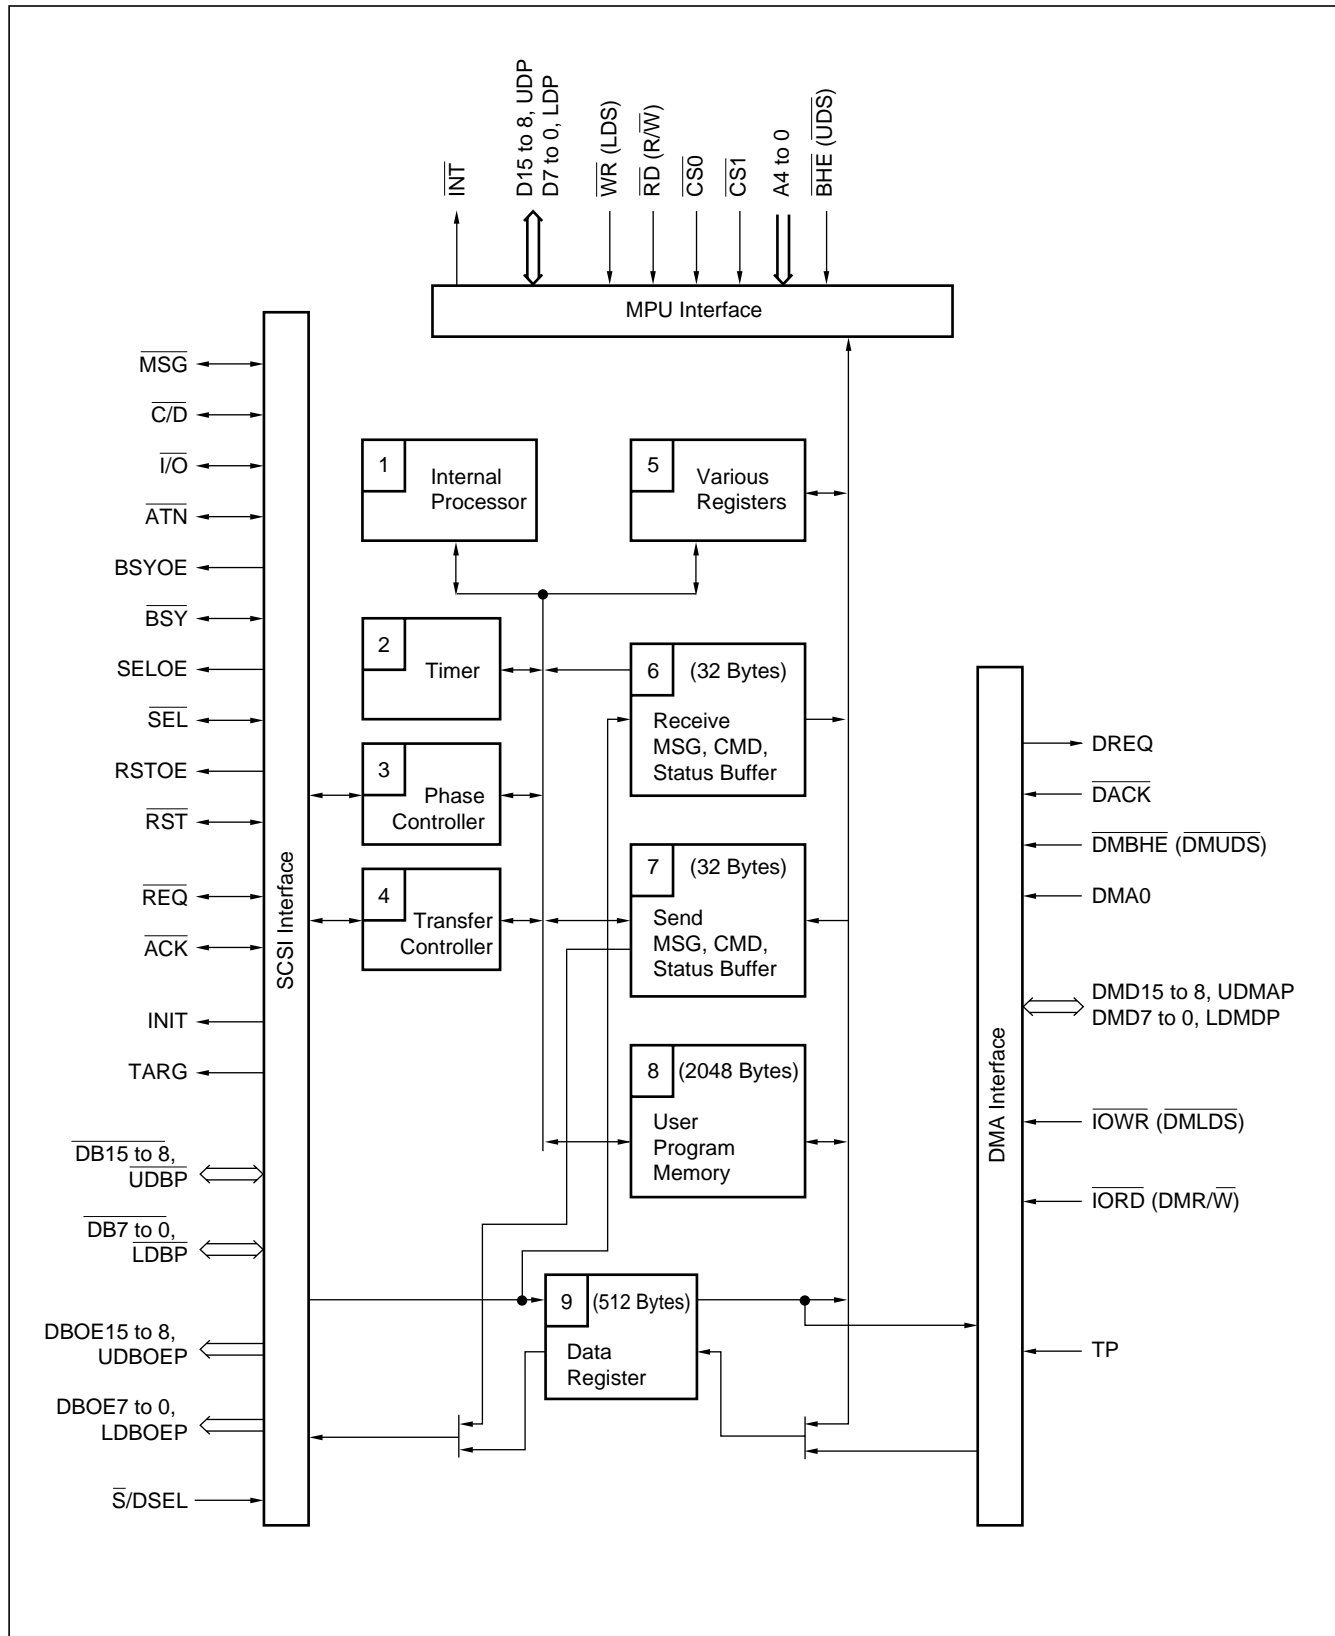 INT
D15 to 8, UDP
D7 to 0, LDP
WR (LDS)
RD (R/W)
CS0
CS1
A4 to 0
BHE (UDS)
MPU Interface
MSG
C/D
I/O
ATN
BSYOE
BSY
SELOE
SEL
RSTOE
RST
REQ
ACK
INIT
TARG
DB15 to 8,
UDBP
DB7 to 0,
LDBP
DBOE15 to 8,
UDBOEP
DBOE7 to 0,
LDBOEP
S/DSEL
SCSI Interface
1
Internal
Processor
2
Timer
3
Phase
Controller
4
Transfer
Controller
5
Various
Registers
6
(32 Bytes)
Receive
MSG, CMD,
Status Buffer
7
(32 Bytes)
Send
MSG, CMD,
Status Buffer
8
(2048 Bytes)
User
Program
Memory
9
(512 Bytes)
Data
Register
DMA Interface
DREQ
DACK
DMBHE (DMUDS)
DMA0
DMD15 to 8, UDMAP
DMD7 to 0, LDMDP
IOWR (DMLDS)
IORD (DMR/W)
TP